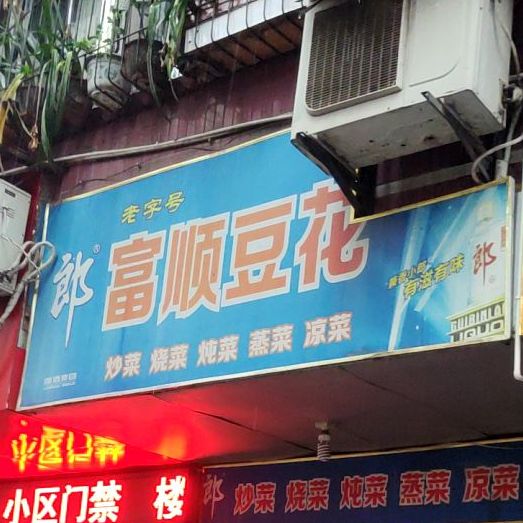 老字号
郎®
富顺豆花
炒菜 烧菜 炖菜 蒸菜 凉菜
有滋有味
郎
小区门禁 楼
郎 炒菜 烧菜 炖菜 蒸菜 凉菜